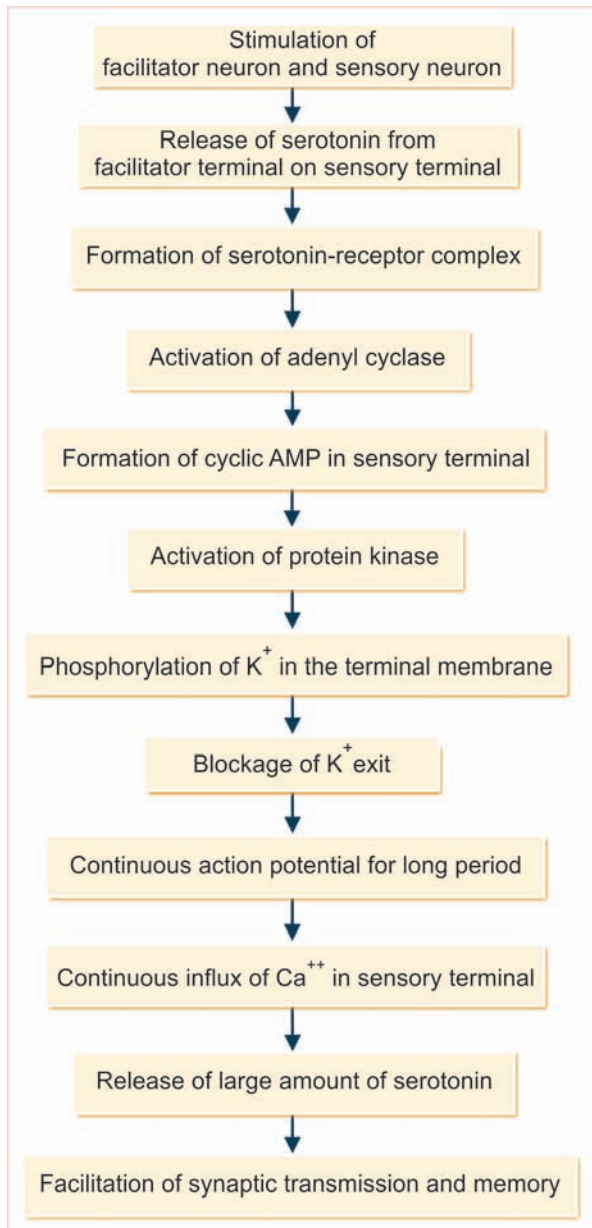 Stimulation of
facilitator neuron and sensory neuron
Release of serotonin from
facilitator terminal on sensory terminal
Formation of serotonin-receptor complex
Activation of adenyl cyclase
Formation of cyclic AMP in sensory terminal
Activation of protein kinase
Phosphorylation of K⁺ in the terminal membrane
Blockage of K⁺ exit
Continuous action potential for long period
Continuous influx of Ca⁺⁺ in sensory terminal
Release of large amount of serotonin
Facilitation of synaptic transmission and memory